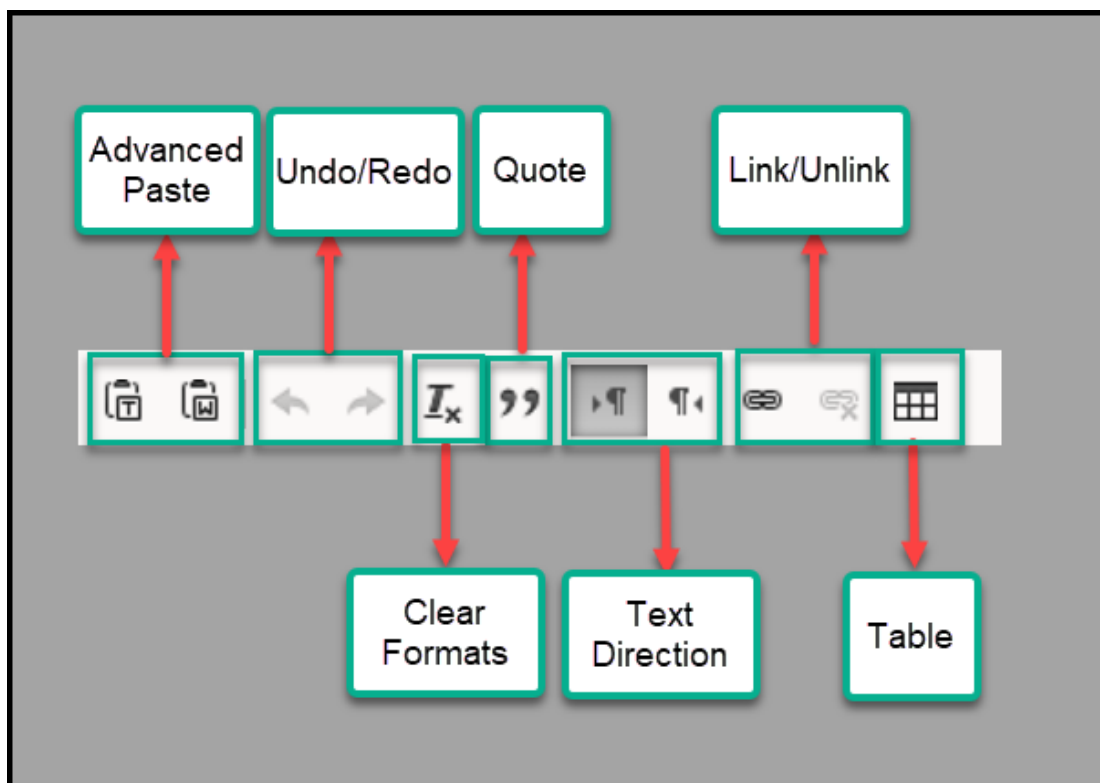 Advanced
Paste
Undo/Redo
Quote
Link/Unlink
Clear
Formats
Text
Direction
Table